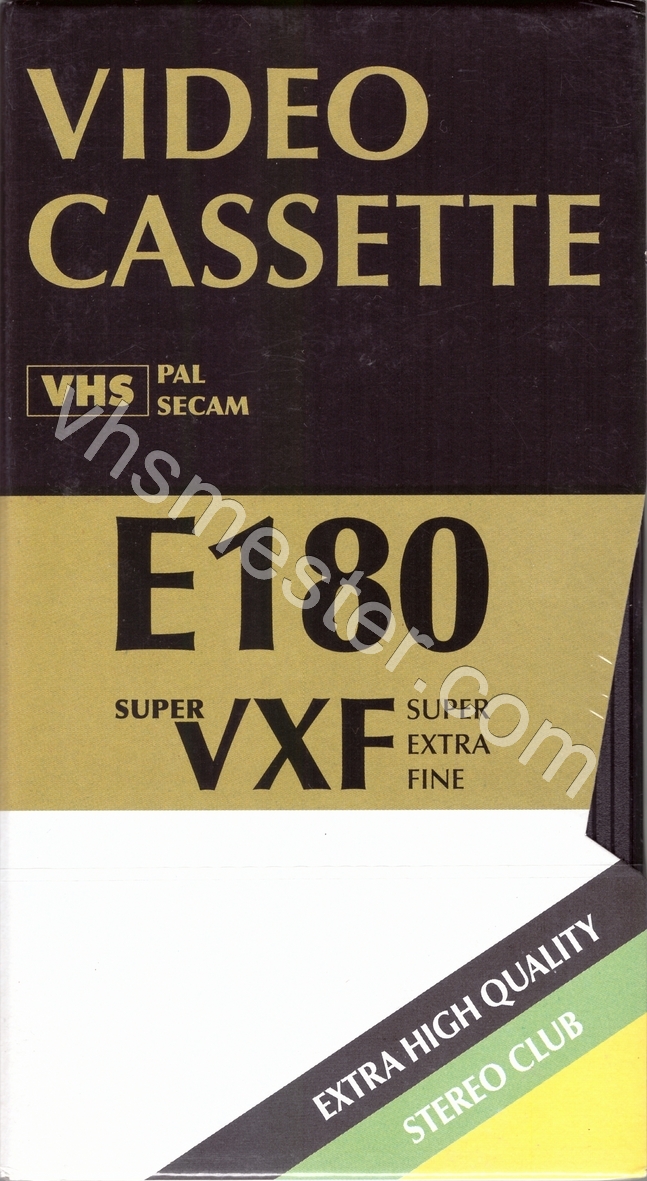 VIDEO
CASSETTE
VHS PAL
SECAM
E180
SUPER VXF SUPER
EXTRA
FINE
EXTRA HIGH QUALITY
STEREO CLUB
vhsmester.com